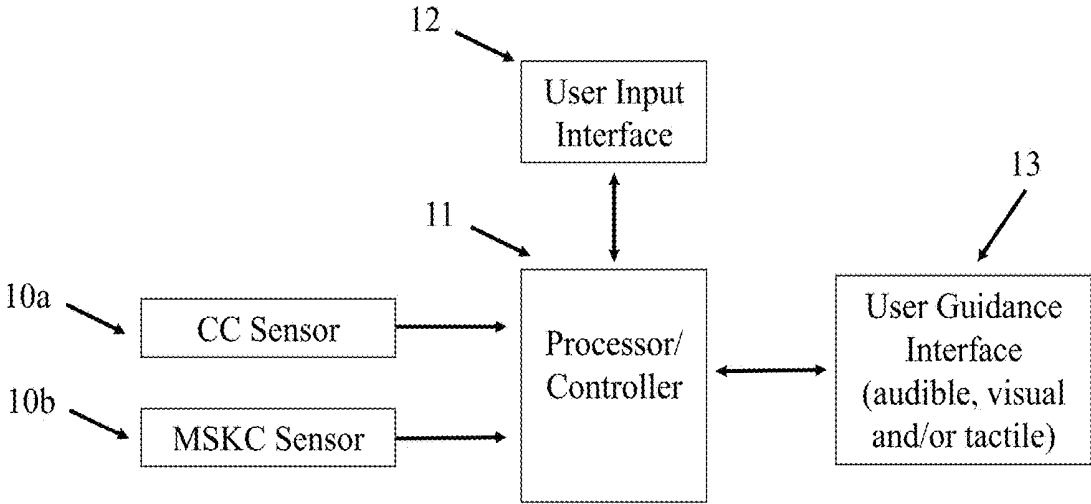 12
User Input
Interface
13
11
10a
CC Sensor
10b
MSKC Sensor
Processor/
Controller
User Guidance
Interface
(audible, visual
and/or tactile)